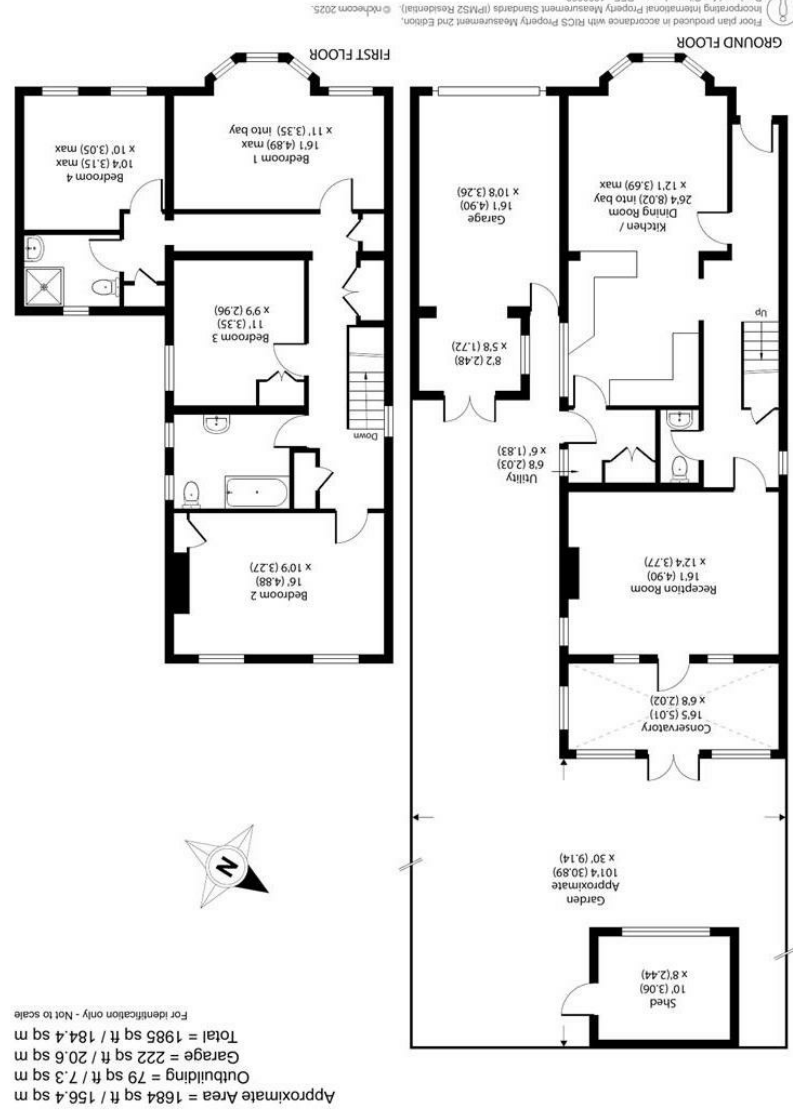 Approximate Area = 1684 sq ft / 156.4 sq m
Outbuilding = 79 sq ft / 7.3 sq m
Garage = 222 sq ft / 20.6 sq m
Total = 1985 sq ft / 184.4 sq m
For identification only - Not to scale
Shed
10' (3.06)
x 8' (2.44)
Garden
Approximate
101'4 (30.89)
x 30' (9.14)
N
Conservatory
16'5 (5.01)
x 6'8 (2.02)
Reception Room
16'1 (4.90)
x 12'4 (3.77)
Utility
6'8 (2.03)
x 6' (1.83)
8'2 (2.48)
x 5'8 (1.72)
Up
Kitchen /
Dining Room
26'4 (8.02) into bay
x 12'1 (3.69) max
Garage
16'1 (4.90)
x 10'8 (3.26)
GROUND FLOOR
Bedroom 2
16' (4.88)
x 10'9 (3.27)
Down
Bedroom 3
11' (3.35)
x 9'9 (2.96)
Bedroom 1
16'1 (4.89) max
x 11' (3.35) into bay
Bedroom 4
10'4 (3.15) max
x 10' (3.05) max
FIRST FLOOR
Floor plan produced in accordance with RICS Property Measurement 2nd Edition,
Incorporating International Property Measurement Standards (IPMS2 Residential). © nichecom 2025.